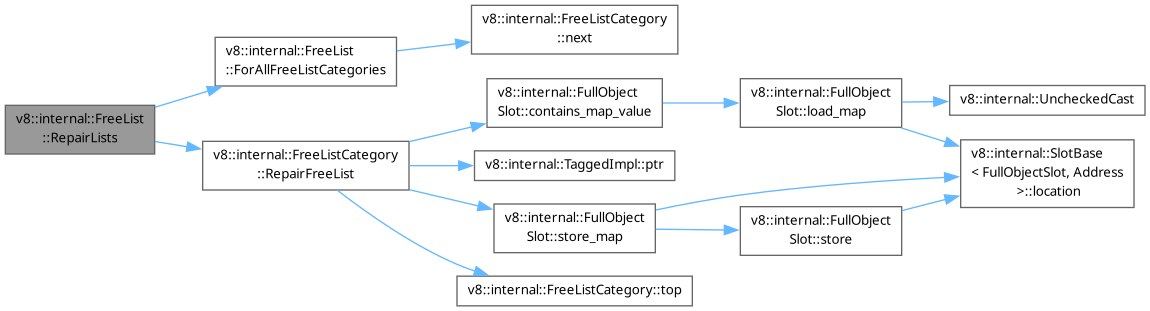 v8::internal::FreeList
::RepairLists
v8::internal::FreeList
::ForAllFreeListCategories
v8::internal::FreeListCategory
::next
v8::internal::FreeListCategory
::RepairFreeList
v8::internal::FullObject
Slot::contains_map_value
v8::internal::FullObject
Slot::load_map
v8::internal::UncheckedCast
v8::internal::SlotBase
< FullObjectSlot, Address
>::location
v8::internal::TaggedImpl::ptr
v8::internal::FullObject
Slot::store_map
v8::internal::FullObject
Slot::store
v8::internal::FreeListCategory::top